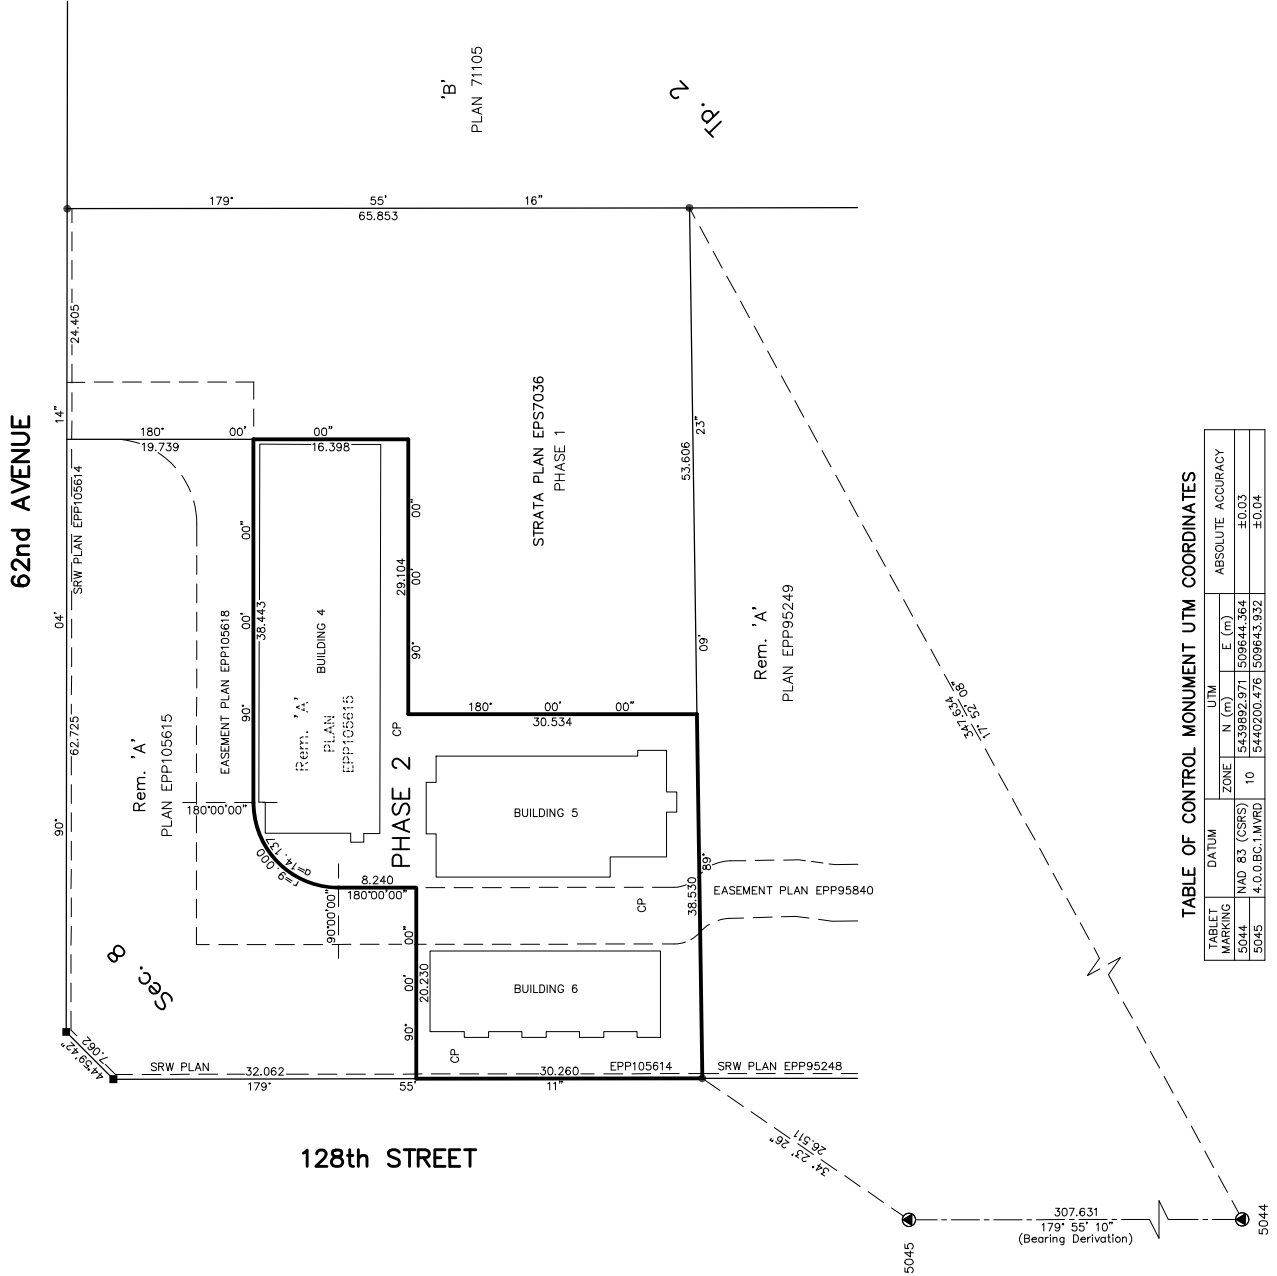 'B'
PLAN 71105
Tp. 2
179° 55' 16"
65.853
24.405
14"
62nd AVENUE
SRW PLAN EPP105614
04'
62.725
90°
180° 00' 00"
19.739
16.398
00"
00'
90°
38.443
EASEMENT PLAN EPP105618
BUILDING 4
Rem. 'A'
PLAN
EPP105615
00"
29.104
00'
90°
CP
STRATA PLAN EPS7036
PHASE 1
53.606
23"
09'
89°
Rem. 'A'
PLAN EPP95249
180° 00' 00"
30.534
Rem. 'A'
PLAN EPP105615
180°00'00"
r=9.000
a=14.137
PHASE 2
BUILDING 5
8.240
180°00'00"
90°00'00"
CP
38.530
EASEMENT PLAN EPP95840
00"
00'
20.230
90°
BUILDING 6
CP
Sec. 8
7.062
44°59'42"
SRW PLAN
32.062
30.260
EPP105614
SRW PLAN EPP95248
179° 55' 11"
128th STREET
347.634
17° 52' 08"
26.511
34° 23' 26"
307.631
179° 55' 10"
(Bearing Derivation)
5045
5044
TABLE OF CONTROL MONUMENT UTM COORDINATES
TABLET MARKING DATUM ZONE UTM N (m) E (m) ABSOLUTE ACCURACY
5044 NAD 83 (CSRS) 10 5439892.971 509644.364 ±0.03
5045 4.0.0.BC.1.MVRD 5440200.476 509643.932 ±0.04